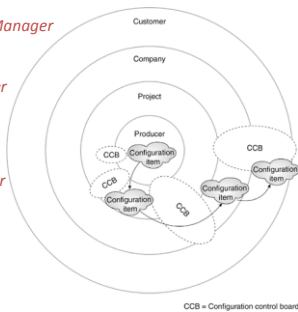 Customer
Manager
Company
Project
Producer
CCB
Configuration
item
CCB
Configuration
item
CCB
Configuration
item
CCB
Configuration
item
CCB = Configuration control board